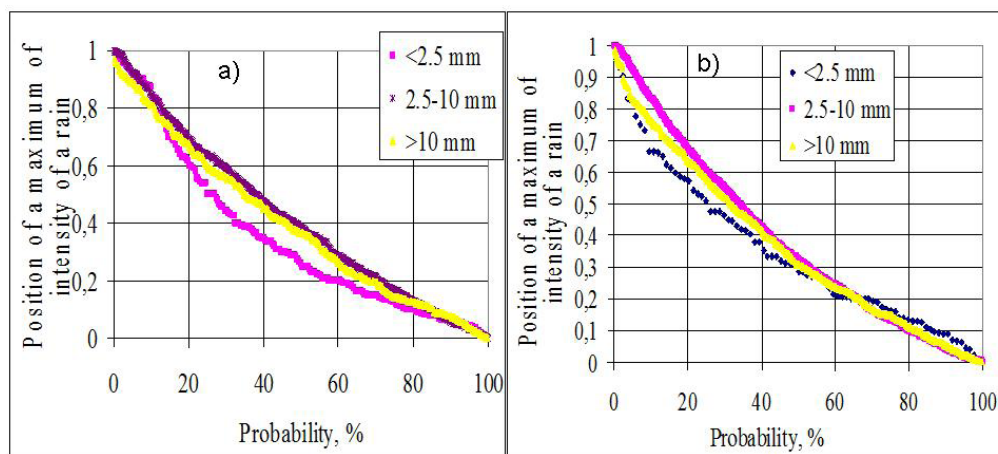 Position of a maximum of
intensity of a rain
1
0,8
0,6
0,4
0,2
0
a)
<2.5 mm
2.5-10 mm
>10 mm
0 20 40 60 80 100
Probability, %
Position of a maximum of
intensity of a rain
1
0,9
0,8
0,7
0,6
0,5
0,4
0,3
0,2
0,1
0
b)
<2.5 mm
2.5-10 mm
>10 mm
0 20 40 60 80 100
Probability, %